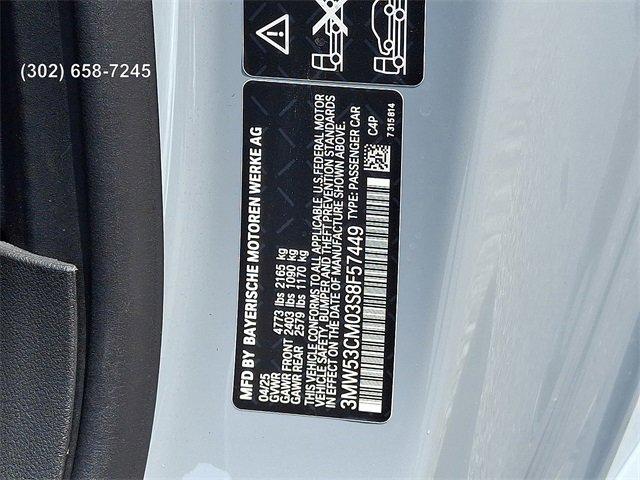 (302) 658-7245
MFD BY BAYERISCHE MOTOREN WERKE AG
04/25
GVWR 4773 lbs 2165 kg
GAWR FRONT 2403 lbs 1090 kg
GAWR REAR 2579 lbs 1170 kg
THIS VEHICLE CONFORMS TO ALL APPLICABLE U.S.FEDERAL MOTOR
VEHICLE SAFETY, BUMPER, AND THEFT PREVENTION STANDARDS
IN EFFECT ON THE DATE OF MANUFACTURE SHOWN ABOVE.
3MW53CM03S8F57449 TYPE: PASSENGER CAR
C4P
7315814